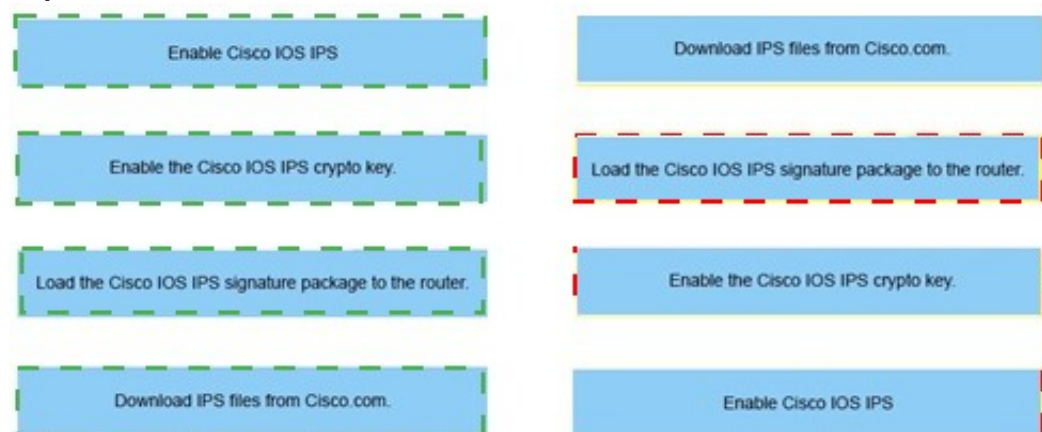 Enable Cisco IOS IPS
Download IPS files from Cisco.com.
Enable the Cisco IOS IPS crypto key.
Load the Cisco IOS IPS signature package to the router.
Load the Cisco IOS IPS signature package to the router.
Enable the Cisco IOS IPS crypto key.
Download IPS files from Cisco.com.
Enable Cisco IOS IPS